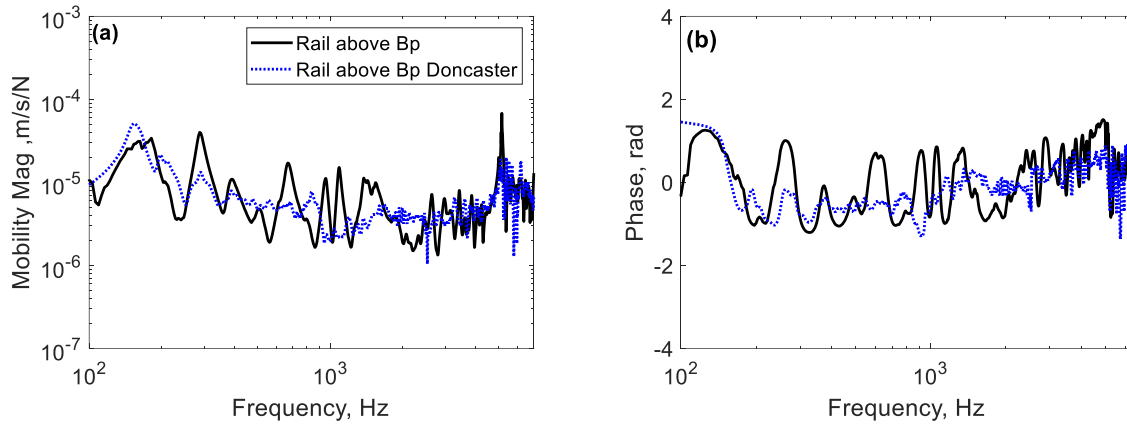 (a)
Rail above Bp
Rail above Bp Doncaster
10^-3
10^-4
10^-5
10^-6
10^-7
Mobility Mag ,m/s/N
10^2
10^3
Frequency, Hz
(b)
4
2
0
-2
-4
Phase, rad
10^2
10^3
Frequency, Hz